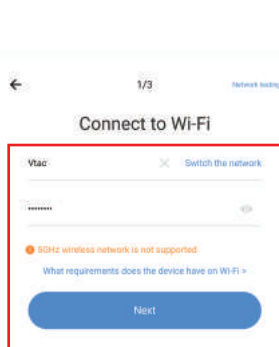 1/3 Network testing
Connect to Wi-Fi
Vtac Switch the network
••••••••
5GHz wireless network is not supported
What requirements does the device have on Wi-Fi >
Next